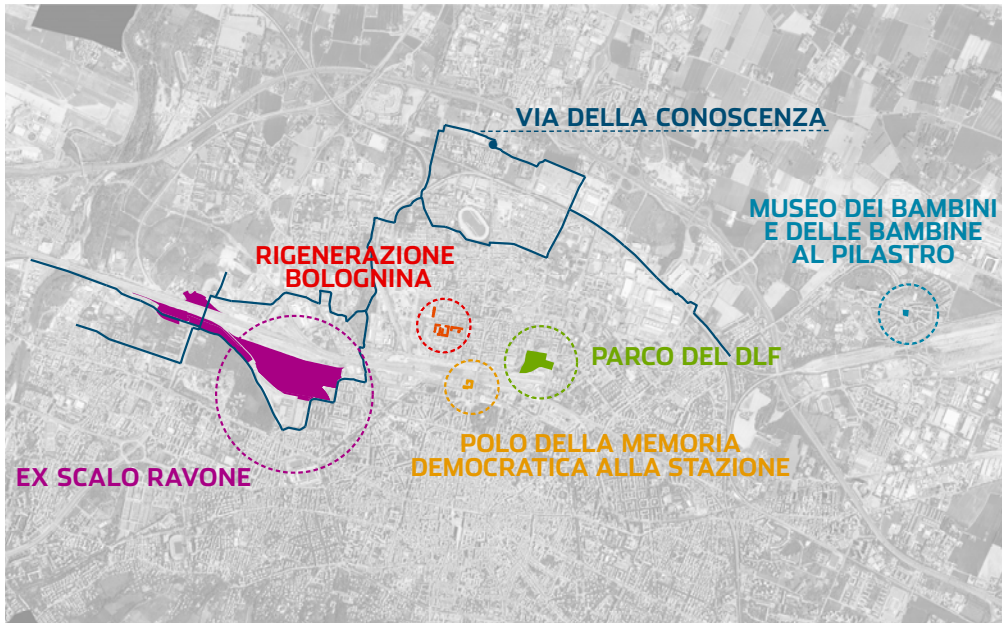 VIA DELLA CONOSCENZA
MUSEO DEI BAMBINI
E DELLE BAMBINE
AL PILASTRO
RIGENERAZIONE
BOLOGNINA
PARCO DEL DLF
POLO DELLA MEMORIA
DEMOCRATICA ALLA STAZIONE
EX SCALO RAVONE